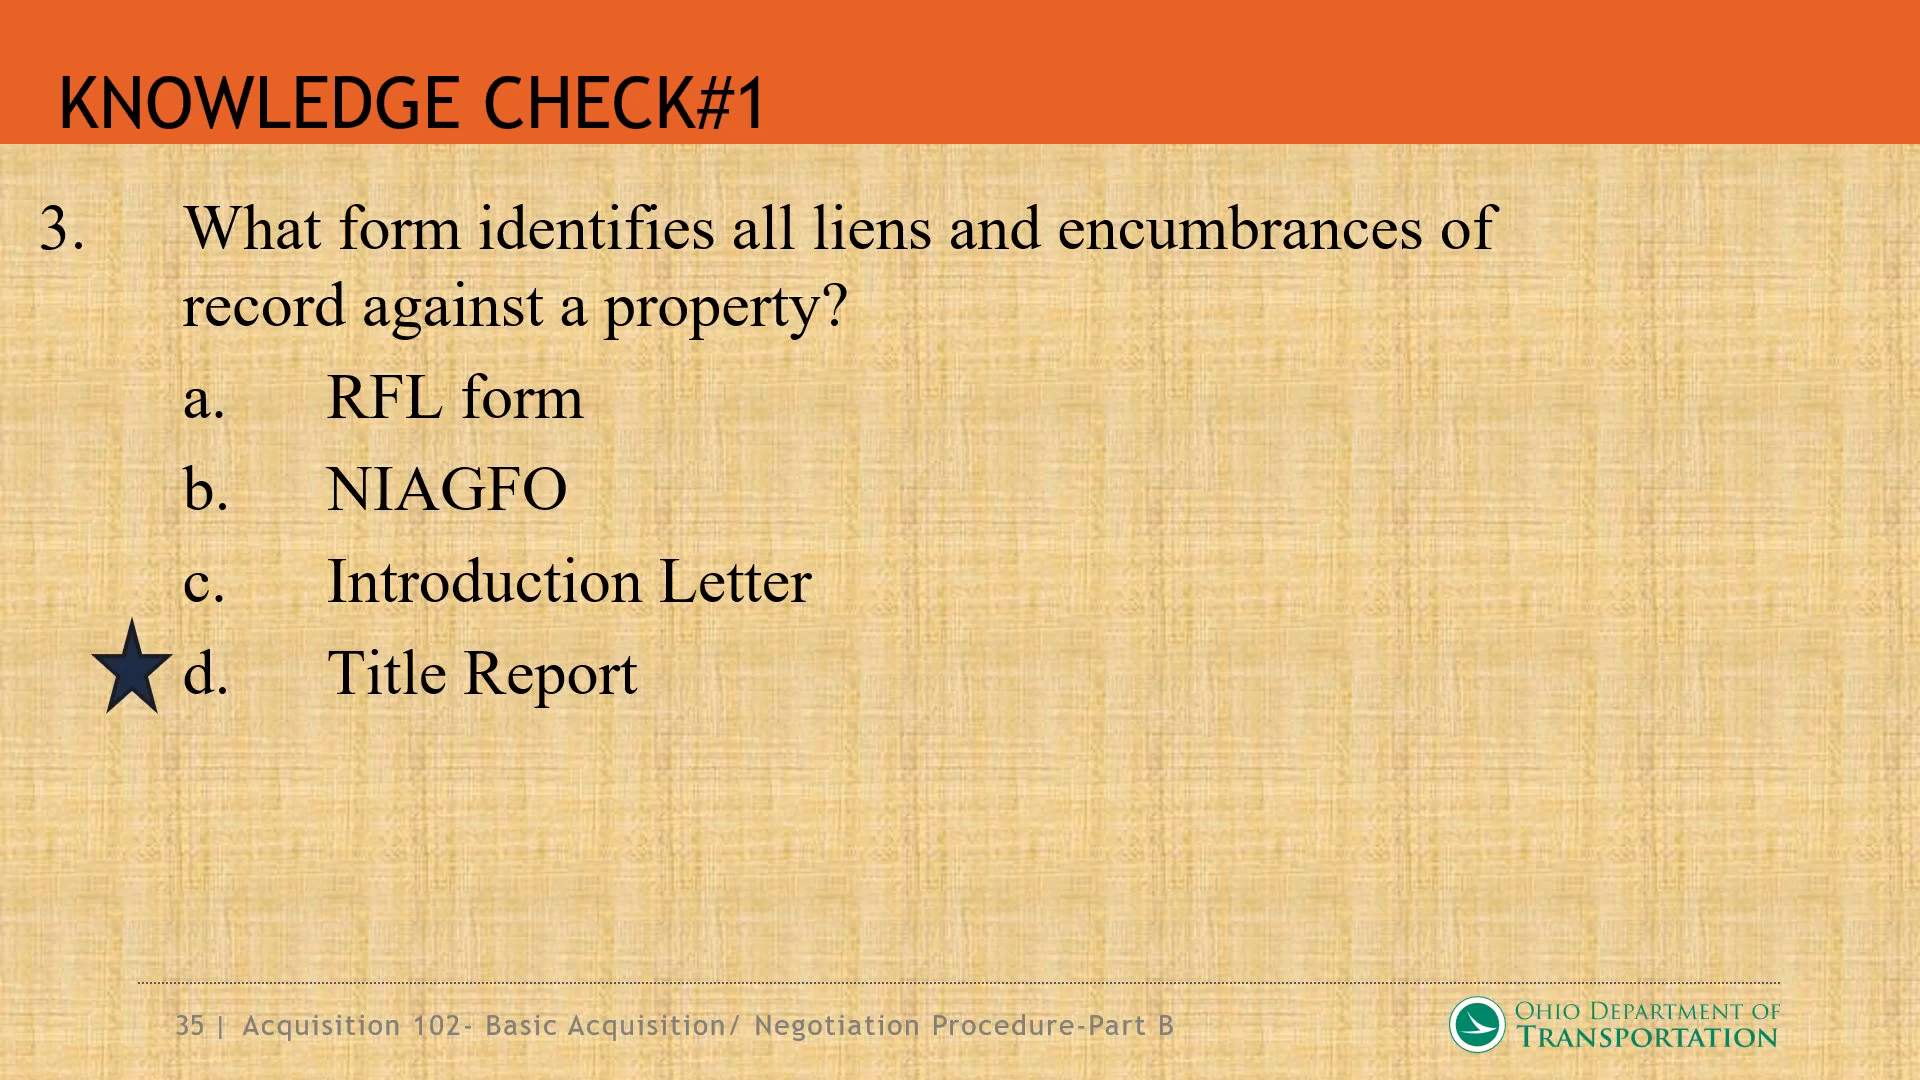 KNOWLEDGE CHECK#1
3. What form identifies all liens and encumbrances of
record against a property?
a. RFL form
b. NIAGFO
c. Introduction Letter
d. Title Report
35 | Acquisition 102- Basic Acquisition/ Negotiation Procedure-Part B
OHIO DEPARTMENT OF
TRANSPORTATION